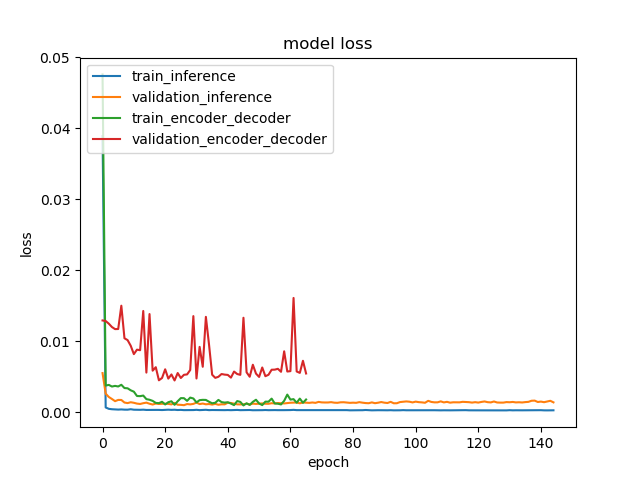 model loss
train_inference
validation_inference
train_encoder_decoder
validation_encoder_decoder
loss
0.05
0.04
0.03
0.02
0.01
0.00
0 20 40 60 80 100 120 140
epoch